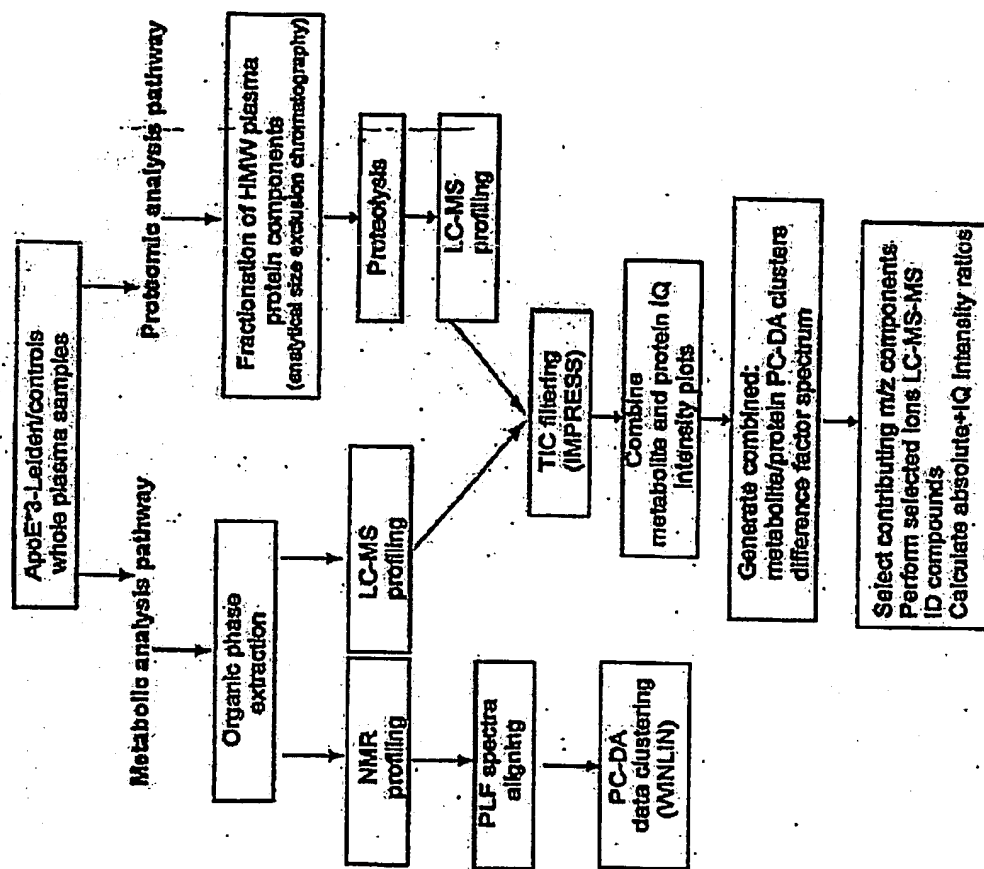 ApoE*3-Leiden/controls
whole plasma samples
Metabolic analysis pathway
Proteomic analysis pathway
Organic phase
extraction
Fractionation of HMW plasma
protein components
(analytical size exclusion chromatography)
NMR
profiling
LC-MS
profiling
Proteolysis
LC-MS
profiling
PLF spectra
aligning
PC-DA
data clustering
(WINLIN)
TIC filtering
(IMPRESS)
Combine
metabolite and protein IQ
intensity plots
Generate combined:
metabolite/protein PC-DA clusters
difference factor spectrum
Select contributing m/z components
Perform selected ions LC-MS-MS
ID compounds
Calculate absolute+IQ intensity ratios